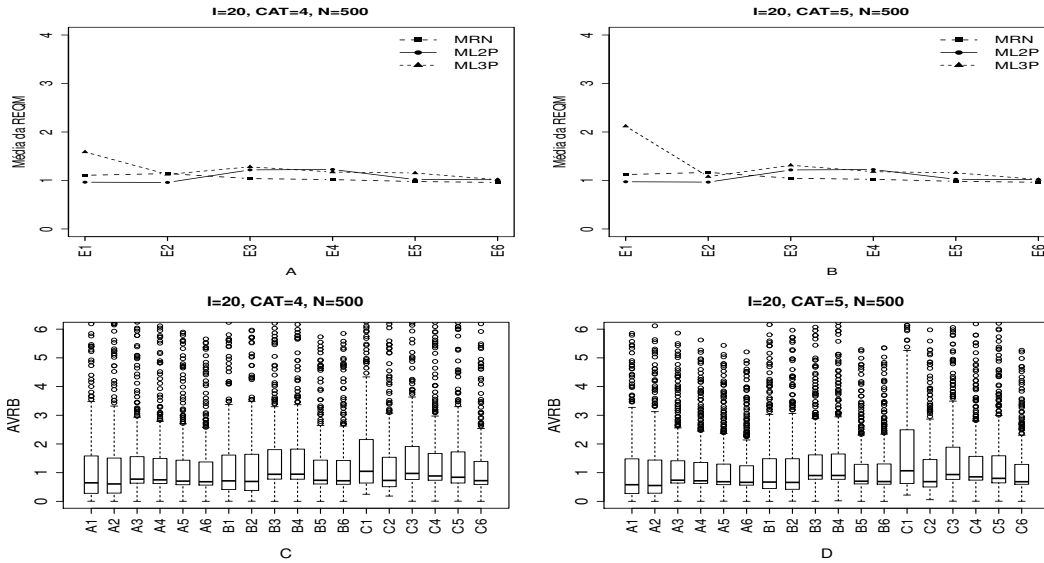 I=20, CAT=4, N=500
Média da REQM
0 1 2 3 4
MRN
ML2P
ML3P
E1 E2 E3 E4 E5 E6
A
I=20, CAT=5, N=500
Média da REQM
0 1 2 3 4
MRN
ML2P
ML3P
E1 E2 E3 E4 E5 E6
B
I=20, CAT=4, N=500
AVRB
0 1 2 3 4 5 6
A1 A2 A3 A4 A5 A6 B1 B2 B3 B4 B5 B6 C1 C2 C3 C4 C5 C6
C
I=20, CAT=5, N=500
AVRB
0 1 2 3 4 5 6
A1 A2 A3 A4 A5 A6 B1 B2 B3 B4 B5 B6 C1 C2 C3 C4 C5 C6
D